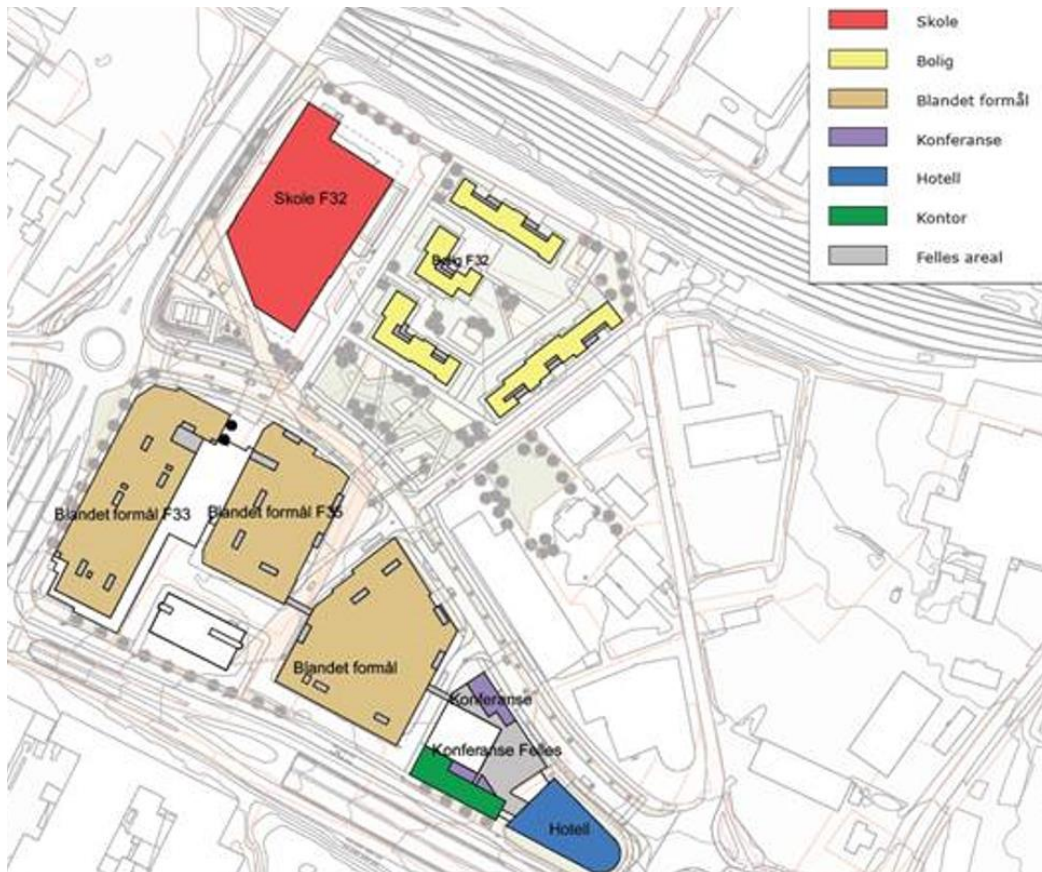 Skole
Bolig
Blandet formål
Konferanse
Hotell
Kontor
Felles areal
Skole F32
Bolig F32
Blandet formål F33
Blandet formål F35
Blandet formål
Konferanse
Konferanse Felles
Hotell